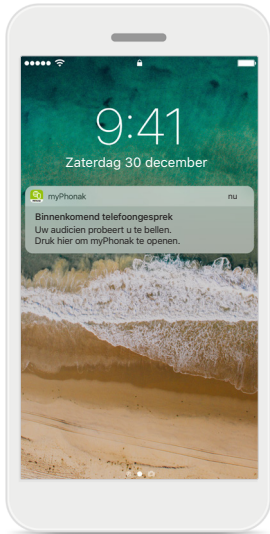 9:41
Zaterdag 30 december
myPhonak nu
Binnenkomend telefoongesprek
Uw audicien probeert u te bellen.
Druk hier om myPhonak te openen.